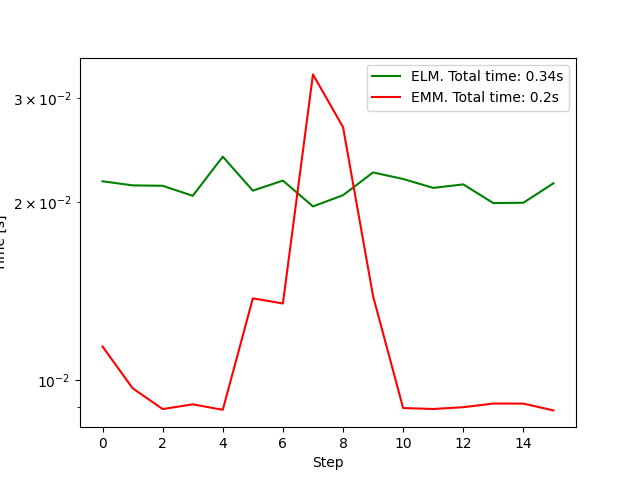 ELM. Total time: 0.34s
EMM. Total time: 0.2s
3 × 10⁻²
2 × 10⁻²
10⁻²
Time [s]
0 2 4 6 8 10 12 14
Step